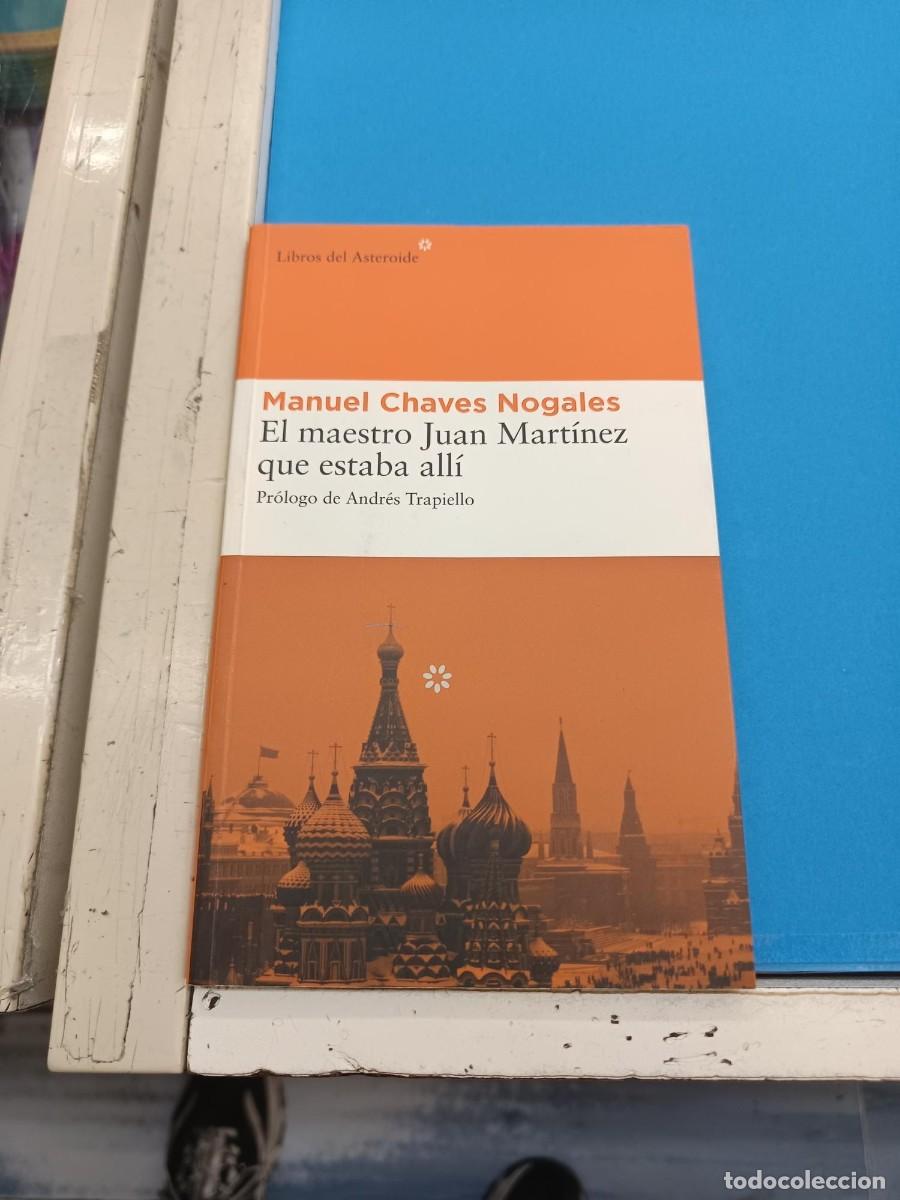 Libros del Asteroide
Manuel Chaves Nogales
El maestro Juan Martínez
que estaba allí
Prólogo de Andrés Trapiello
todocoleccion